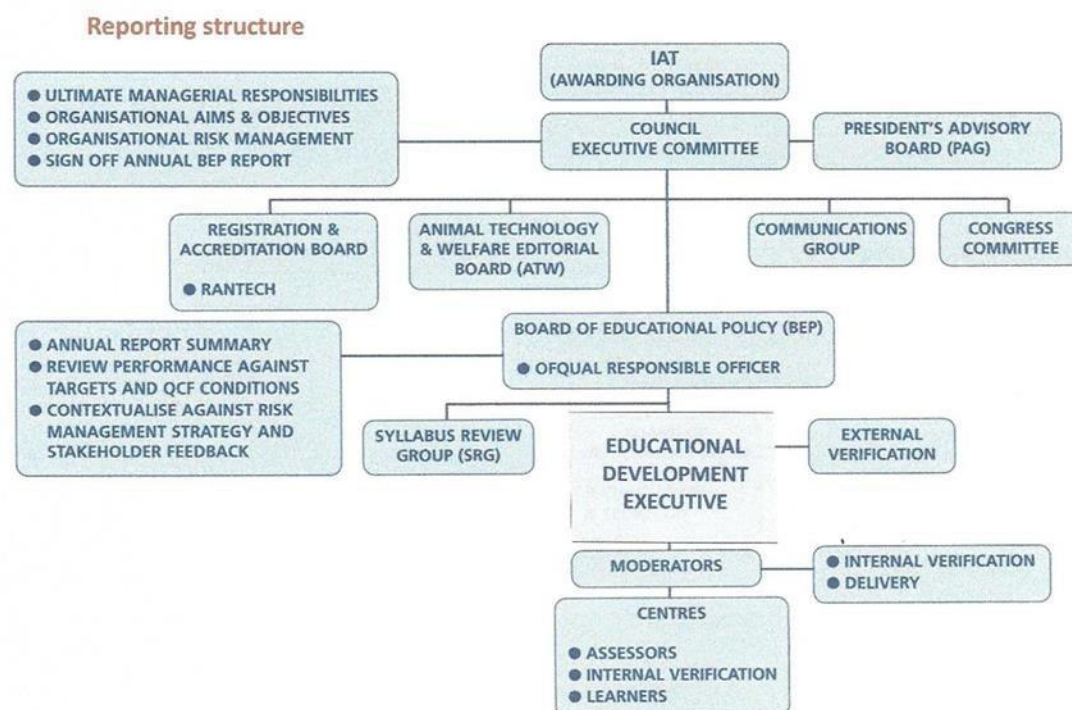 Reporting structure
IAT
(AWARDING ORGANISATION)
● ULTIMATE MANAGERIAL RESPONSIBILITIES
● ORGANISATIONAL AIMS & OBJECTIVES
● ORGANISATIONAL RISK MANAGEMENT
● SIGN OFF ANNUAL BEP REPORT
COUNCIL
EXECUTIVE COMMITTEE
PRESIDENT'S ADVISORY
BOARD (PAG)
REGISTRATION &
ACCREDITATION BOARD
● RANTECH
ANIMAL TECHNOLOGY
& WELFARE EDITORIAL
BOARD (ATW)
COMMUNICATIONS
GROUP
CONGRESS
COMMITTEE
BOARD OF EDUCATIONAL POLICY (BEP)
● OFQUAL RESPONSIBLE OFFICER
● ANNUAL REPORT SUMMARY
● REVIEW PERFORMANCE AGAINST
TARGETS AND QCF CONDITIONS
● CONTEXTUALISE AGAINST RISK
MANAGEMENT STRATEGY AND
STAKEHOLDER FEEDBACK
SYLLABUS REVIEW
GROUP (SRG)
EDUCATIONAL
DEVELOPMENT
EXECUTIVE
EXTERNAL
VERIFICATION
MODERATORS
● INTERNAL VERIFICATION
● DELIVERY
CENTRES
● ASSESSORS
● INTERNAL VERIFICATION
● LEARNERS